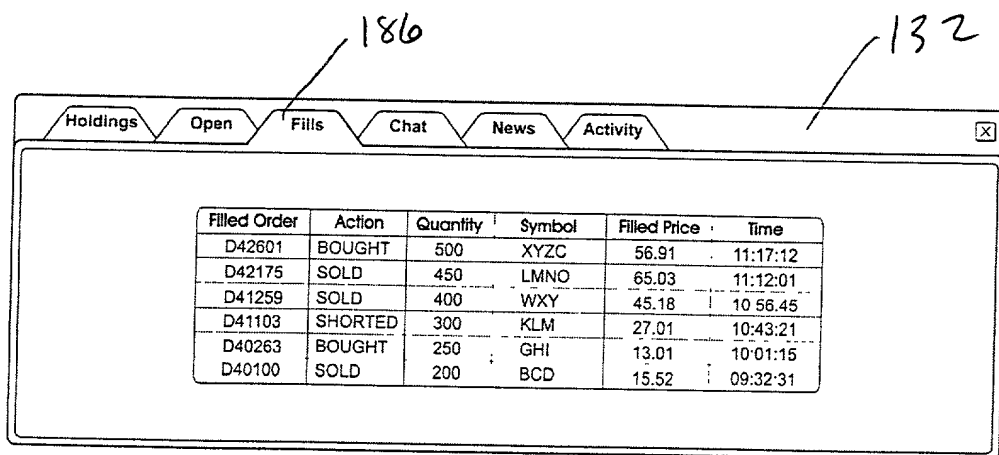 186
132
Holdings Open Fills Chat News Activity X
Filled Order Action Quantity Symbol Filled Price Time
D42601 BOUGHT 500 XYZC 56.91 11:17:12
D42175 SOLD 450 LMNO 65.03 11:12:01
D41259 SOLD 400 WXY 45.18 10 56.45
D41103 SHORTED 300 KLM 27.01 10:43:21
D40263 BOUGHT 250 GHI 13.01 10:01:15
D40100 SOLD 200 BCD 15.52 09:32:31